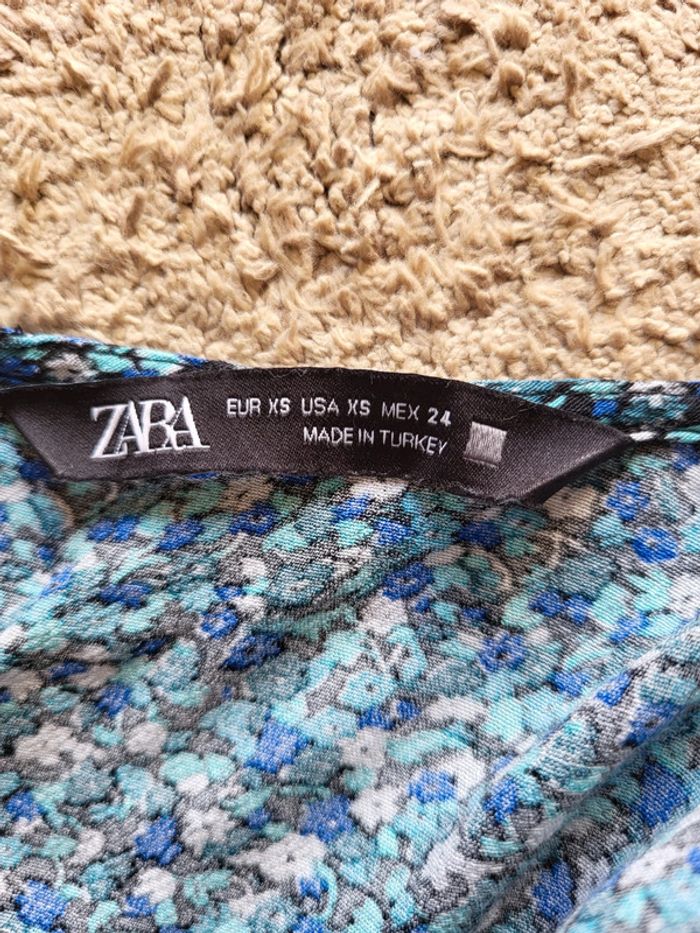 ZARA
EUR XS USA XS MEX 24
MADE IN TURKEY